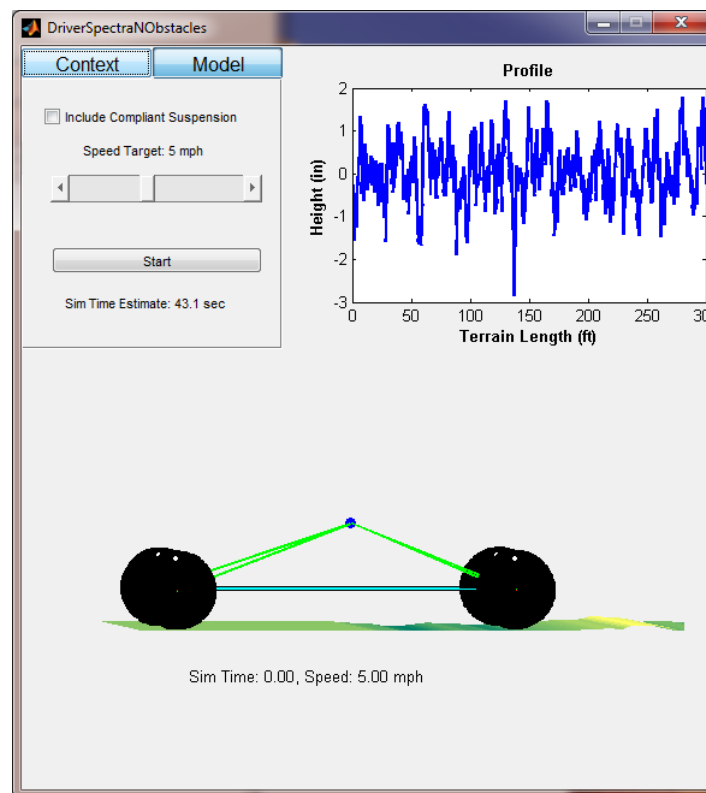 DriverSpectraNObstacles
Context Model
Include Compliant Suspension
Speed Target: 5 mph
Start
Sim Time Estimate: 43.1 sec
Profile
2
1
0
-1
-2
-3
Height (in)
0 50 100 150 200 250 30
Terrain Length (ft)
Sim Time: 0.00, Speed: 5.00 mph